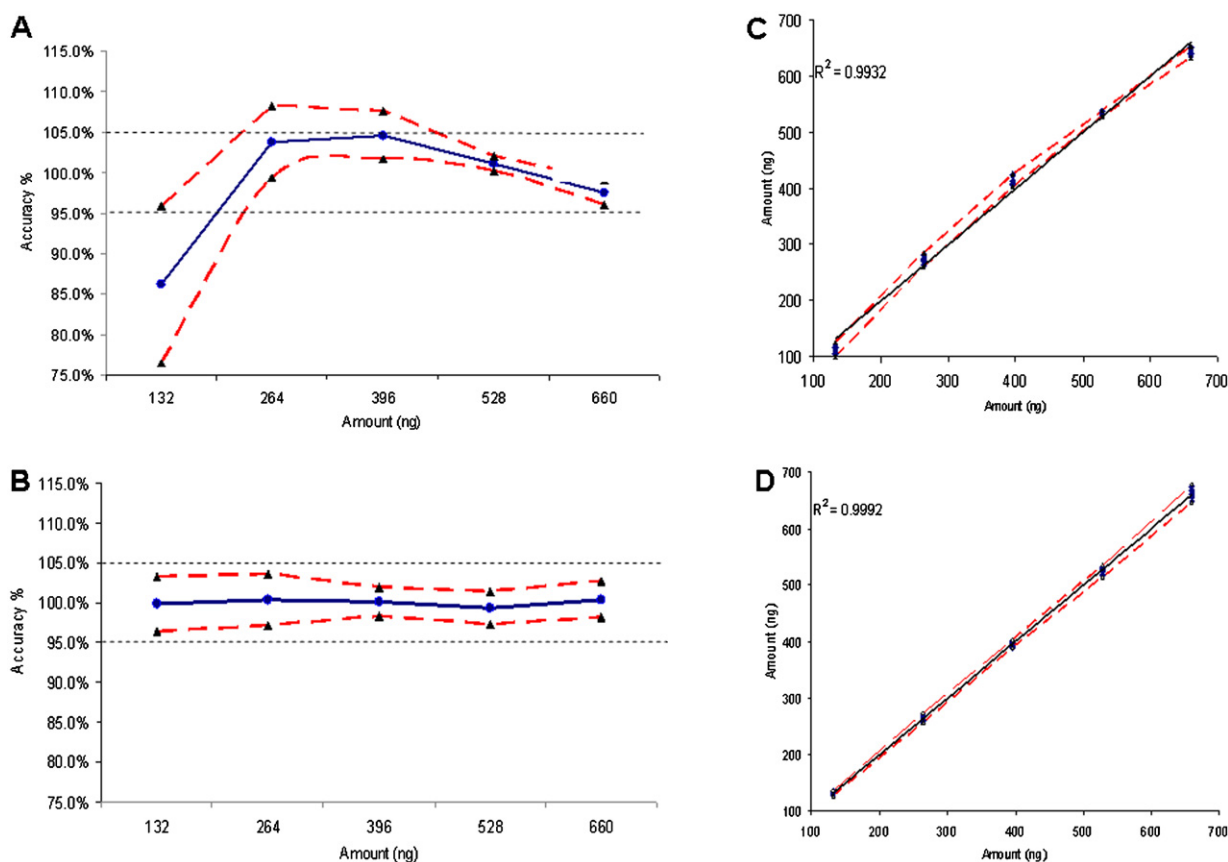 A
115.0%
110.0%
105.0%
100.0%
95.0%
90.0%
85.0%
80.0%
75.0%
Accuracy %
132 264 396 528 660
Amount (ng)
C
700
600
500
400
300
200
100
Amount (ng)
R² = 0.9932
100 200 300 400 500 600 700
Amount (ng)
B
115.0%
110.0%
105.0%
100.0%
95.0%
90.0%
85.0%
80.0%
75.0%
Accuracy %
132 264 396 528 660
Amount (ng)
D
700
600
500
400
300
200
100
Amount (ng)
R² = 0.9992
100 200 300 400 500 600 700
Amount (ng)